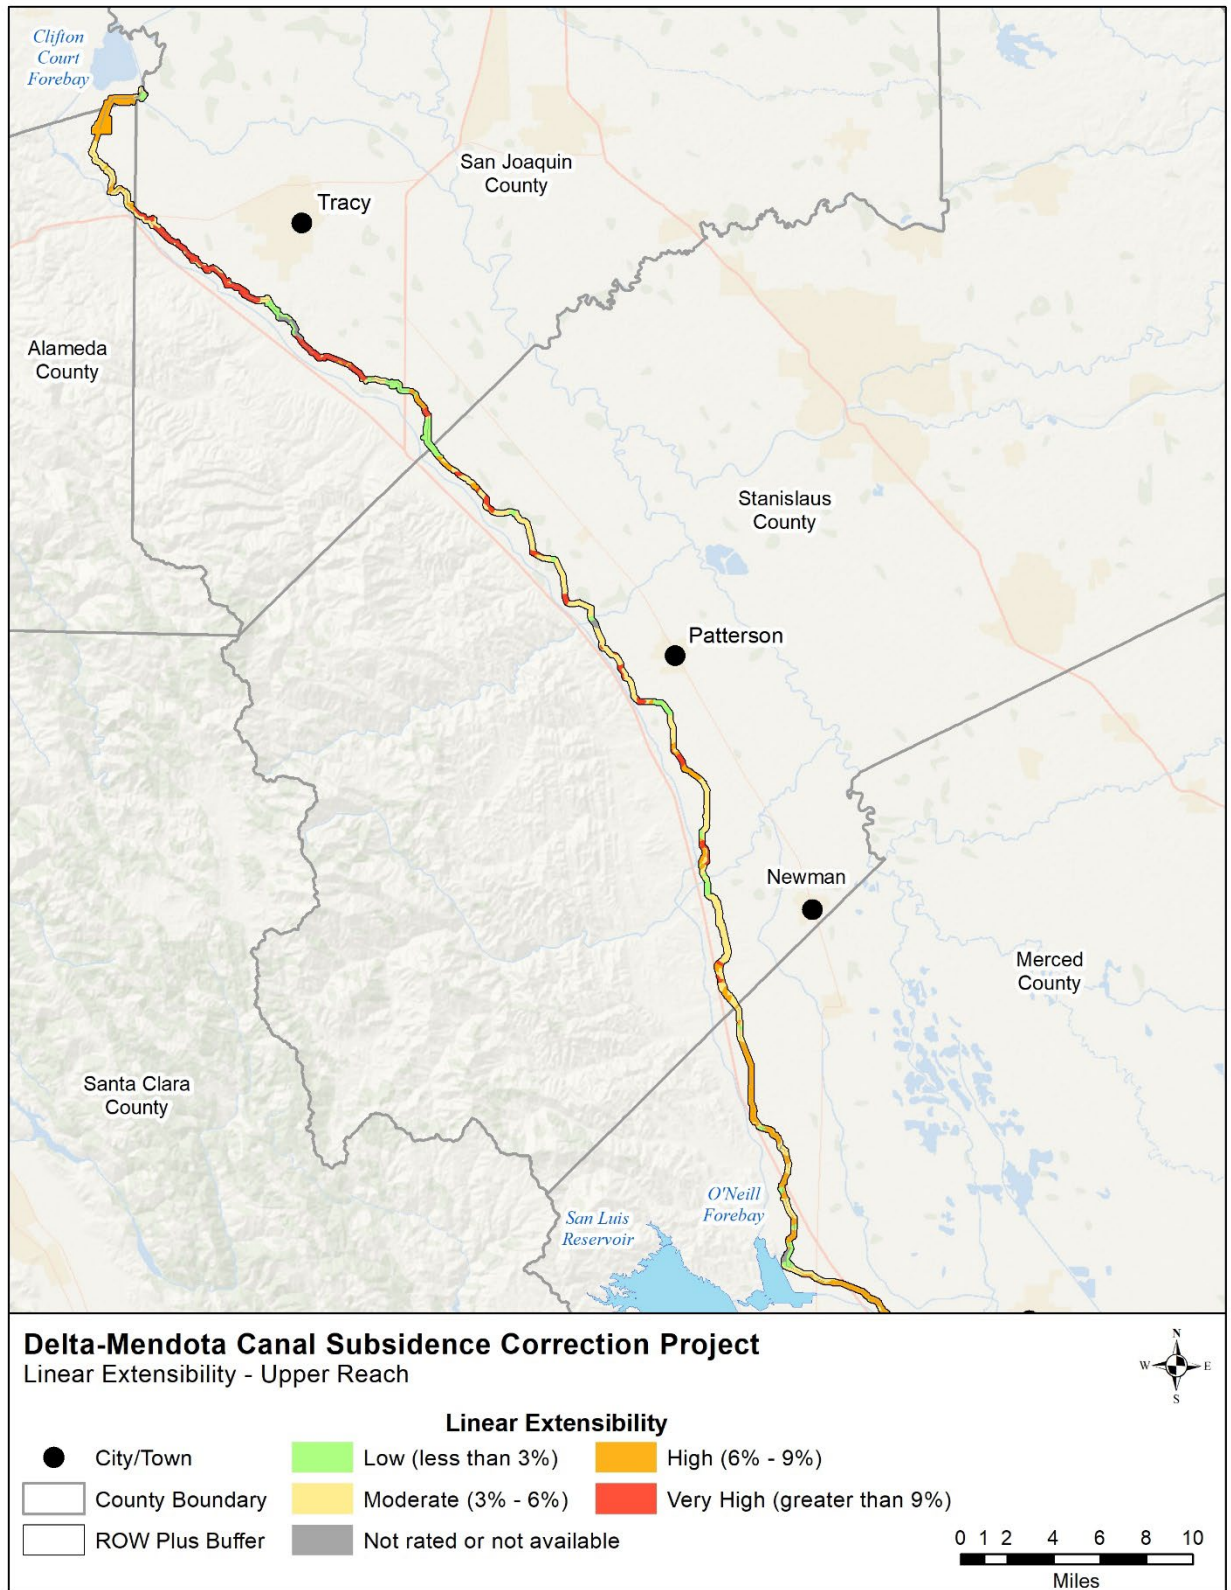 Clifton
Court
Forebay
San Joaquin
County
Tracy
Alameda
County
Stanislaus
County
Patterson
Newman
Merced
County
Santa Clara
County
O'Neill
Forebay
San Luis
Reservoir
Delta-Mendota Canal Subsidence Correction Project
Linear Extensibility - Upper Reach
N
W E
S
Linear Extensibility
City/Town
Low (less than 3%)
High (6% - 9%)
County Boundary
Moderate (3% - 6%)
Very High (greater than 9%)
ROW Plus Buffer
Not rated or not available
0 1 2 4 6 8 10
Miles